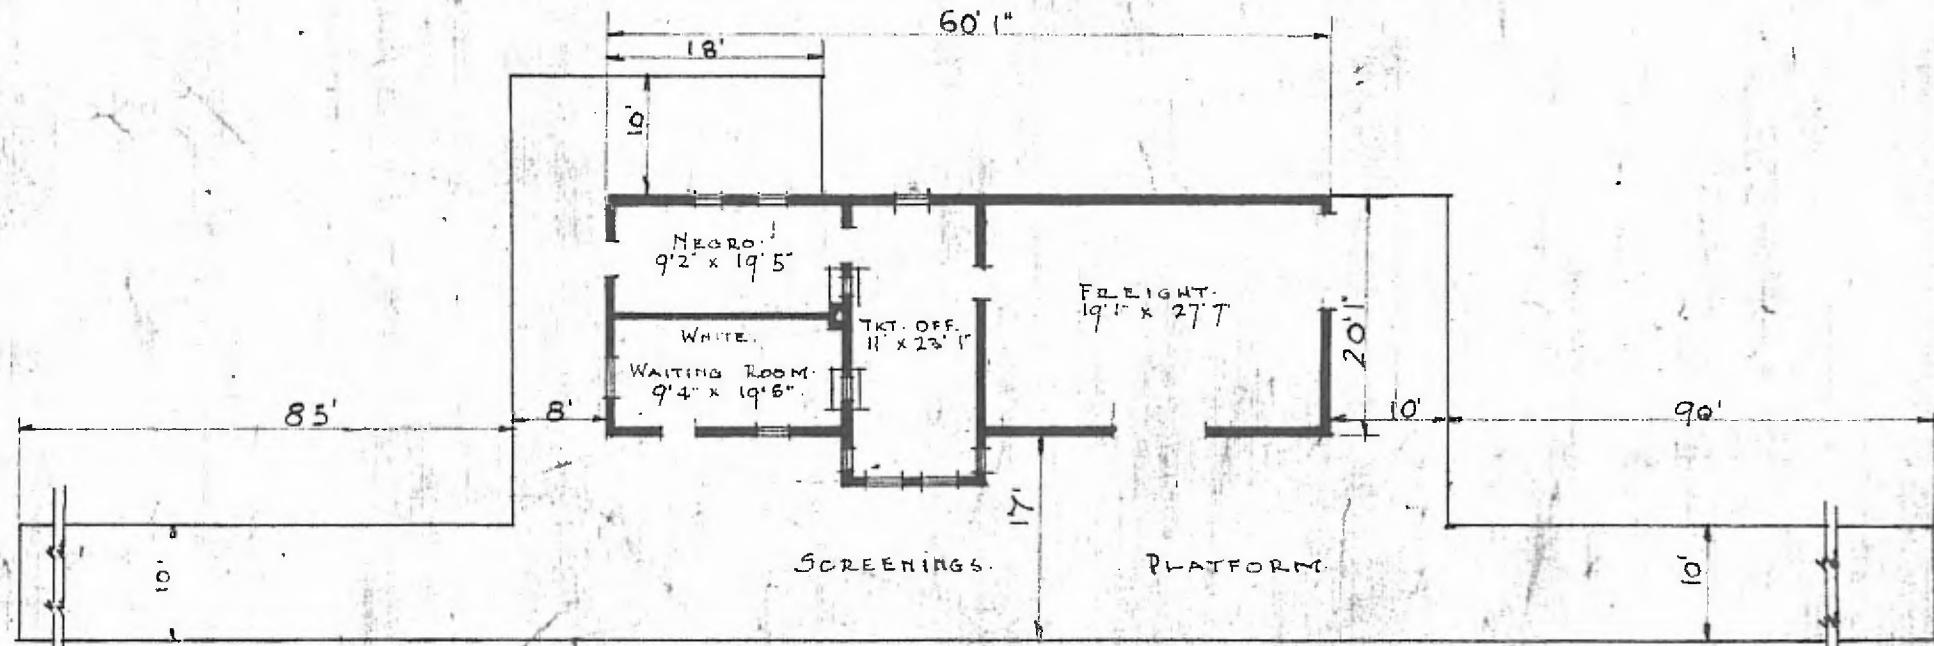 60' 1"
18'
10'
NEGRO.
9'2" x 19'5"
WHITE.
WAITING ROOM.
9'4" x 19'6"
TKT. OFF.
11' x 23' 1"
FREIGHT.
19'1" x 27'7"
20'1"
85'
8'
10'
90'
17'
10'
SCREENINGS. PLATFORM.
10'